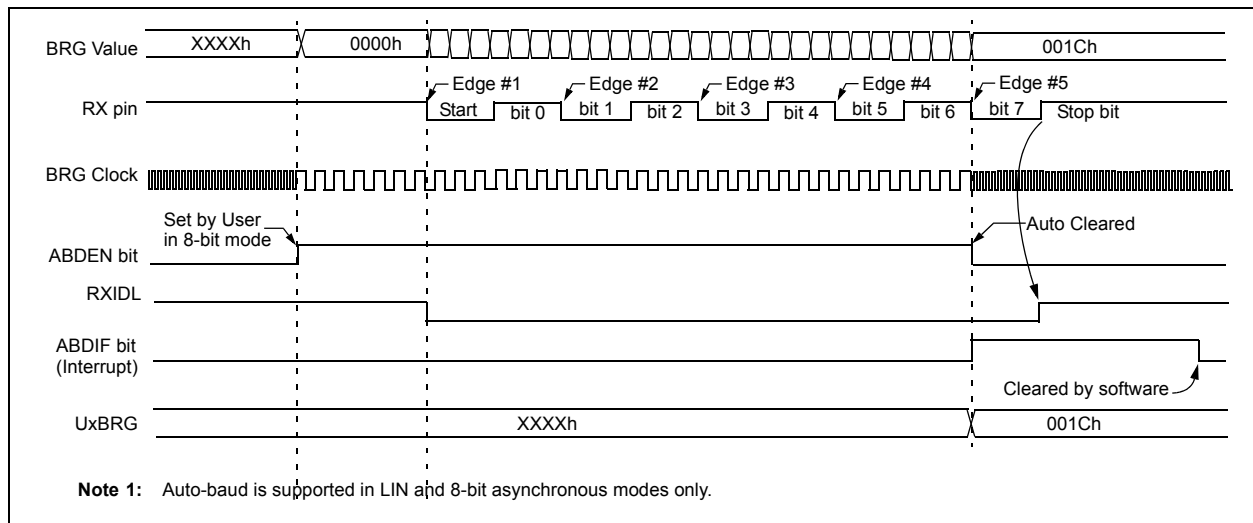 BRG Value XXXXh 0000h 001Ch
Edge #1 Edge #2 Edge #3 Edge #4 Edge #5
RX pin Start bit 0 bit 1 bit 2 bit 3 bit 4 bit 5 bit 6 bit 7 Stop bit
BRG Clock
Set by User
in 8-bit mode
Auto Cleared
ABDEN bit
RXIDL
ABDIF bit
(Interrupt)
Cleared by software
UxBRG XXXXh 001Ch
Note 1: Auto-baud is supported in LIN and 8-bit asynchronous modes only.